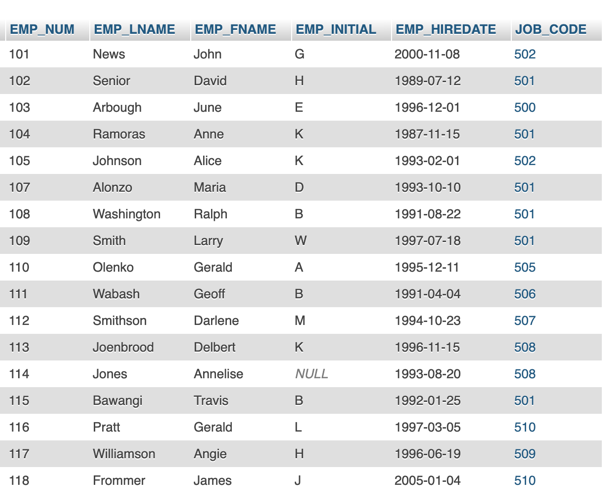 EMP_NUM EMP_LNAME EMP_FNAME EMP_INITIAL EMP_HIREDATE JOB_CODE
101 News John G 2000-11-08 502
102 Senior David H 1989-07-12 501
103 Arbough June E 1996-12-01 500
104 Ramoras Anne K 1987-11-15 501
105 Johnson Alice K 1993-02-01 502
107 Alonzo Maria D 1993-10-10 501
108 Washington Ralph B 1991-08-22 501
109 Smith Larry W 1997-07-18 501
110 Olenko Gerald A 1995-12-11 505
111 Wabash Geoff B 1991-04-04 506
112 Smithson Darlene M 1994-10-23 507
113 Joenbrood Delbert K 1996-11-15 508
114 Jones Annelise NULL 1993-08-20 508
115 Bawangi Travis B 1992-01-25 501
116 Pratt Gerald L 1997-03-05 510
117 Williamson Angie H 1996-06-19 509
118 Frommer James J 2005-01-04 510